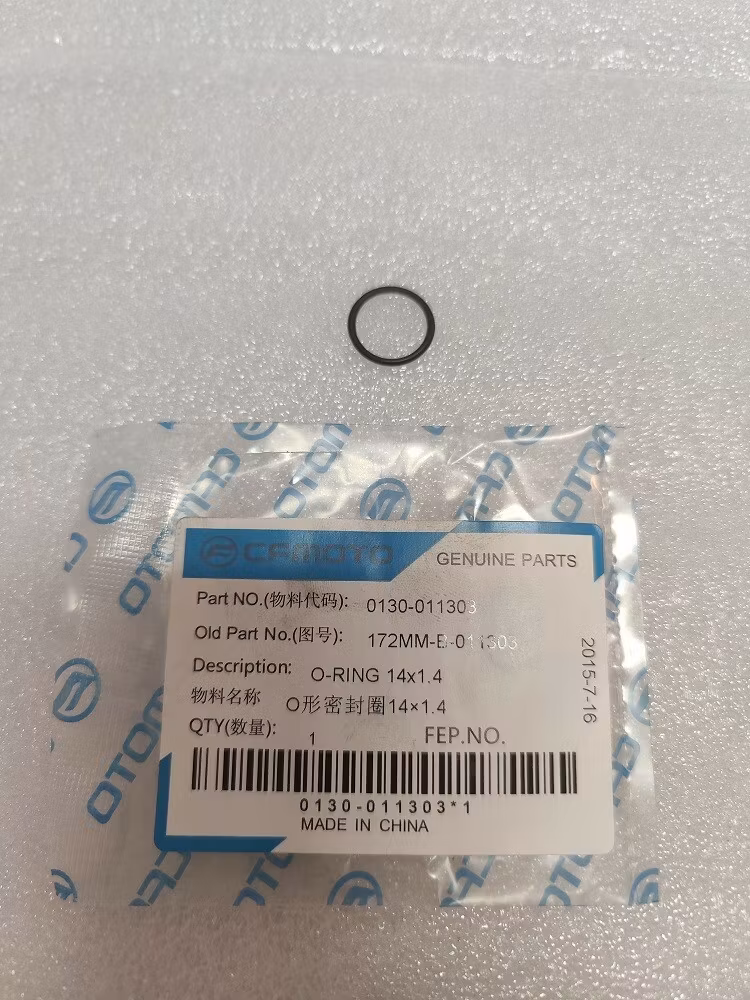 CFMOTO GENUINE PARTS
Part NO.(物料代码): 0130-011303
Old Part No.(图号): 172MM-B-011303
Description: O-RING 14x1.4
物料名称 O形密封圈14×1.4
QTY(数量): 1 FEP.NO.
0130-011303*1
MADE IN CHINA
2015-7-16
CFMOTO
CFMOTO